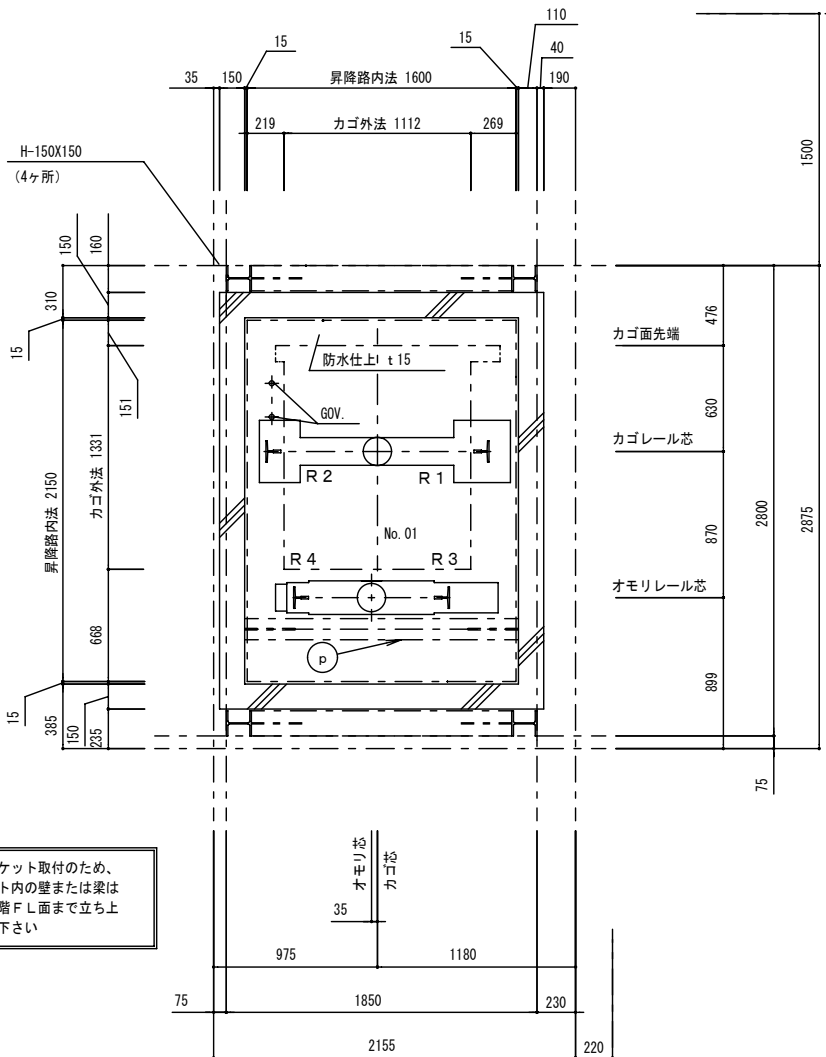 110
15
15
40
35
150
昇降路内法 1600
190
219
カゴ外法 1112
269
H-150X150
(4ヶ所)
1500
150
160
310
15
151
476
カゴ面先端
防水仕上げ t 15
GOV.
630
カゴレール芯
R2
R1
カゴ外法 1331
昇降路内法 2150
No.01
870
2800
2875
R4
R3
オモリレール芯
668
p
899
15
385
150
235
75
ケット取付のため、
ト内の壁または梁は
階FL面まで立ち上
下さい
オモリ芯
カゴ芯
35
975
1180
75
1850
230
2155
220